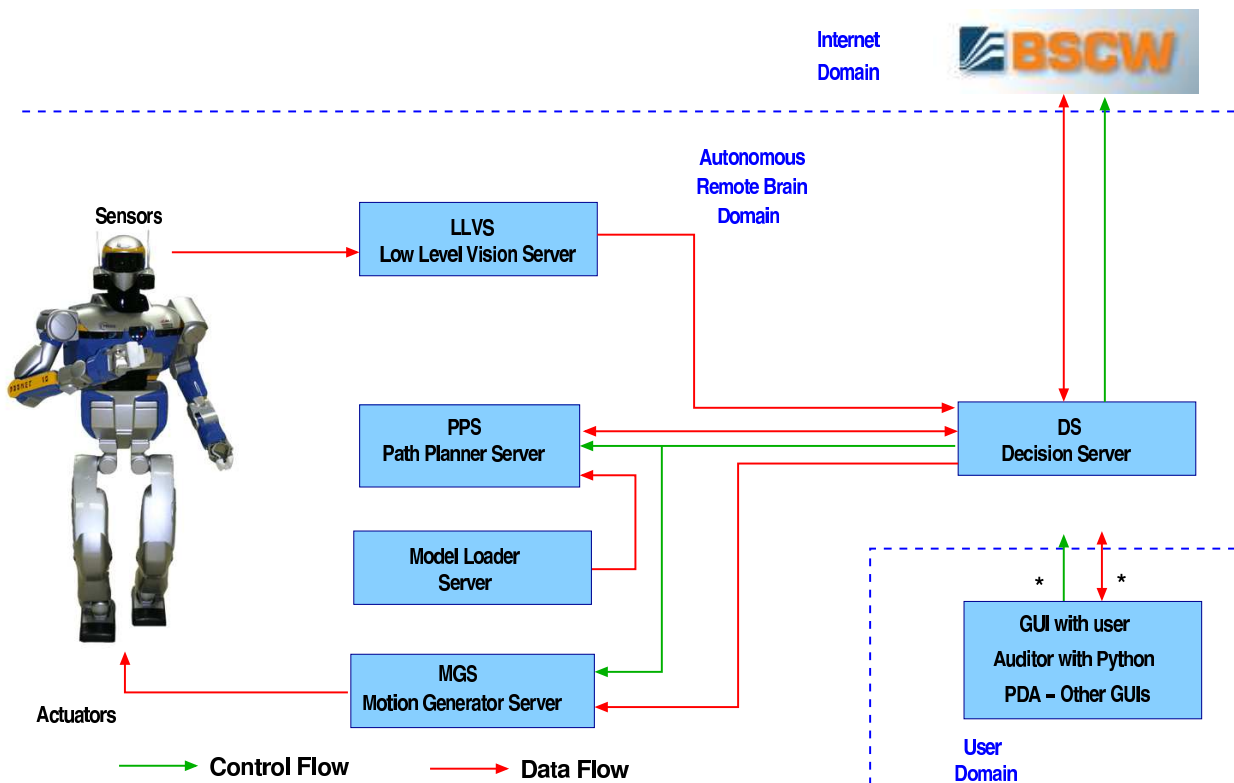 Internet
Domain
BSCW
Autonomous
Remote Brain
Domain
Sensors
LLVS
Low Level Vision Server
PPS
Path Planner Server
DS
Decision Server
Model Loader
Server
* *
GUI with user
Auditor with Python
PDA – Other GUIs
MGS
Motion Generator Server
Actuators
User
Domain
Control Flow
Data Flow